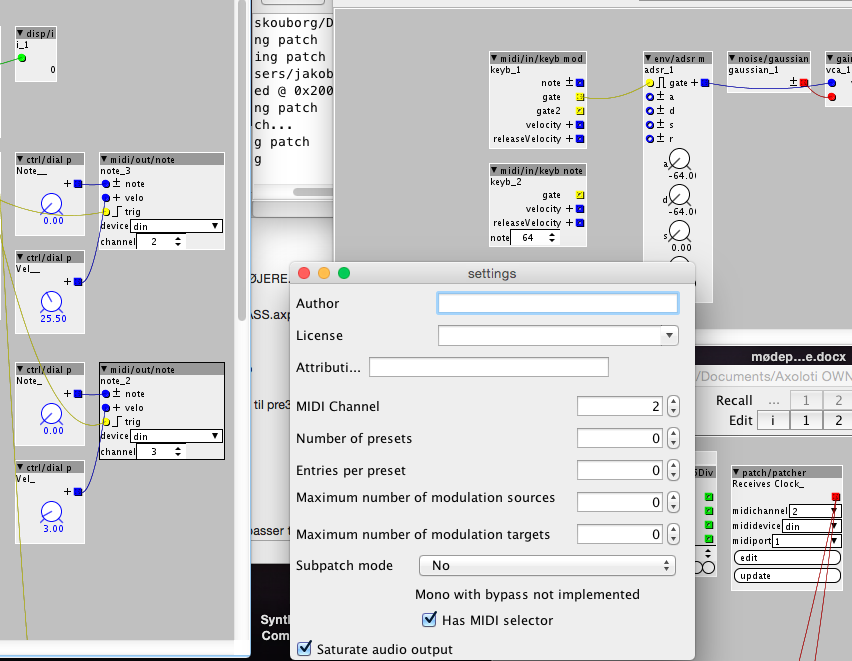 disp/i
i_1
0
skouborg/D
ng patch
ing patch
sers/jakob
ed @ 0x200
ng patch
ch...
g patch
g
midi/in/keyb mod
keyb_1
note ±
gate
gate2
velocity +
releaseVelocity +
env/adsr m
adsr_1
gate +
± a
± d
± s
± r
a
-64.0
d
-64.0
s
0.00
noise/gaussian
gaussian_1
±
gai
vca_1
midi/in/keyb note
keyb_2
gate
velocity +
releaseVelocity +
note 64
ctrl/dial p
Note__
+
0.00
midi/out/note
note_3
± note
+ velo
trig
device din
channel 2
ctrl/dial p
Vel__
+
25.50
ctrl/dial p
Note_
+
0.00
midi/out/note
note_2
± note
+ velo
trig
device din
channel 3
ctrl/dial p
Vel_
+
3.00
ØJERE.
ASS.axp
til pre3
passer t
Synth
Com
settings
Author
License
Attributi...
MIDI Channel 2
Number of presets 0
Entries per preset 0
Maximum number of modulation sources 0
Maximum number of modulation targets 0
Subpatch mode No
Mono with bypass not implemented
Has MIDI selector
Saturate audio output
mødep...e.docx
/Documents/Axoloti OWN
Recall ... 1 2
Edit i 1 2
Div
patch/patcher
Receives Clock_
midichannel 2
mididevice din
midiport 1
edit
update